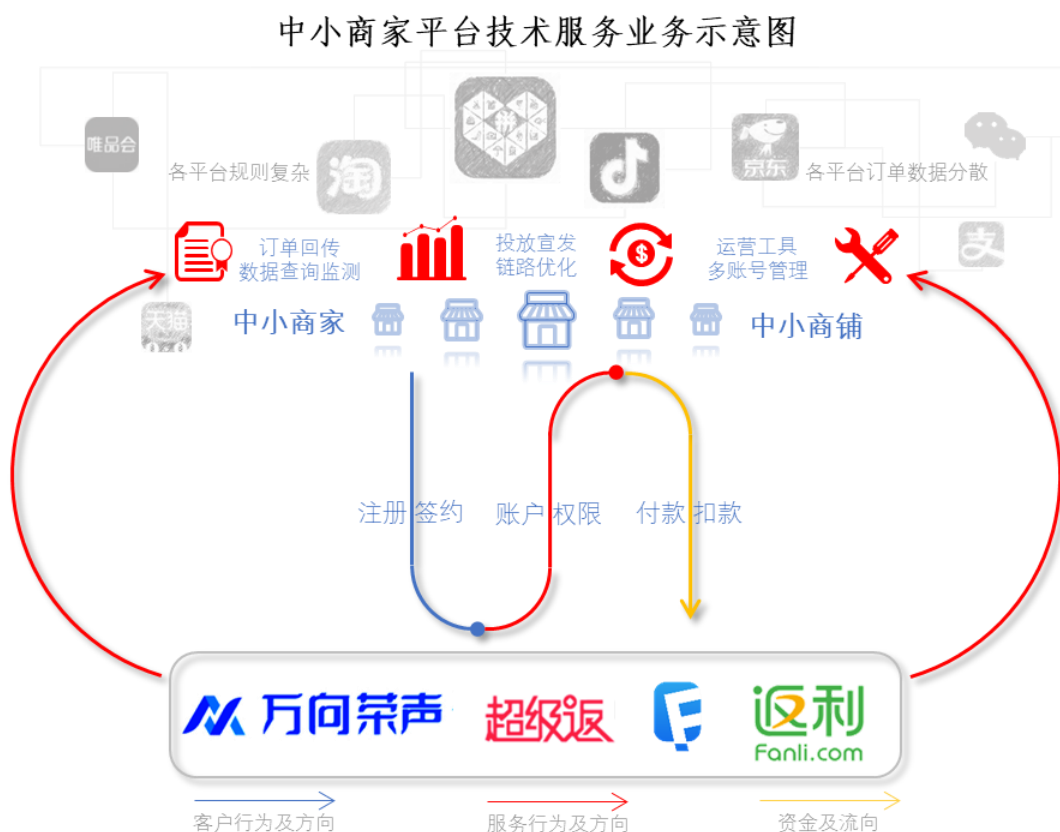 中小商家平台技术服务业务示意图
唯品会
淘
拼
京东
各平台规则复杂
各平台订单数据分散
支
订单回传
数据查询监测
投放宣发
链路优化
$
运营工具
多账号管理
天猫
中小商家
中小商铺
注册 签约
账户 权限
付款 扣款
万向荣声
超级返
返利
Fanli.com
客户行为及方向
服务行为及方向
资金及流向